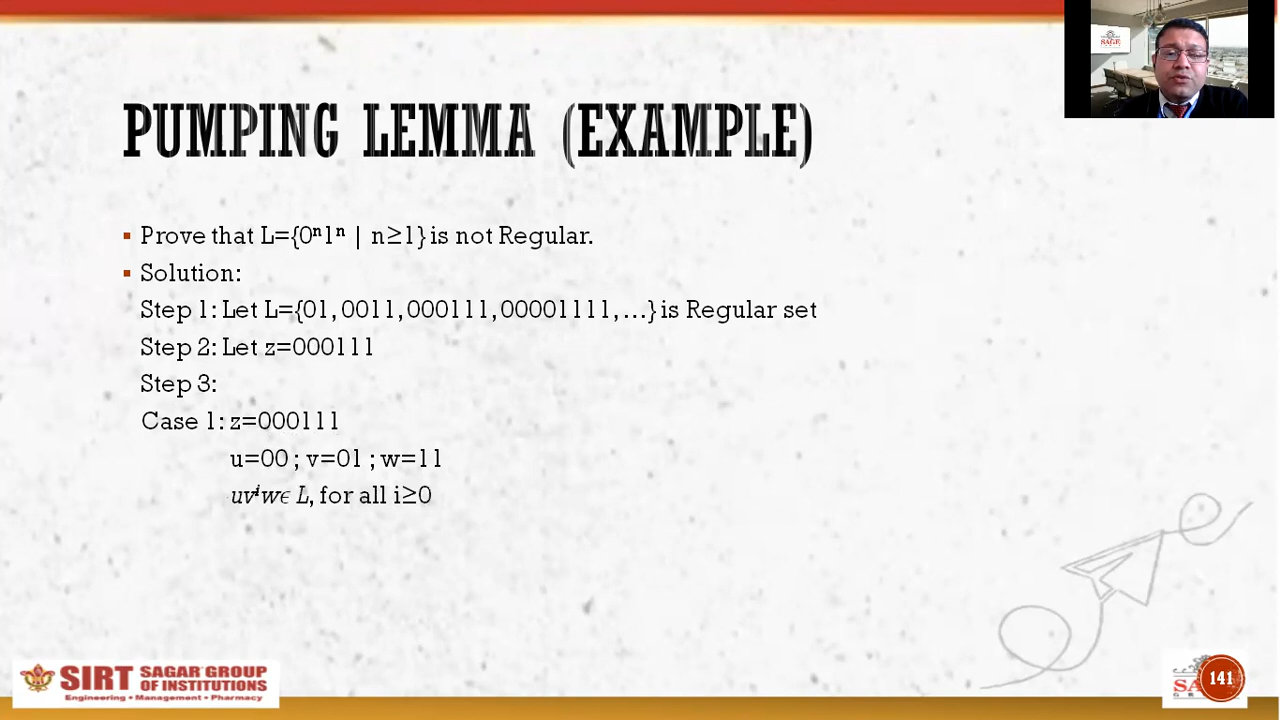 SAGE
PUMPING LEMMA (EXAMPLE)
▪ Prove that L={0ⁿ1ⁿ | n≥1} is not Regular.
▪ Solution:
Step 1: Let L={01, 0011, 000111, 00001111, …} is Regular set
Step 2: Let z=000111
Step 3:
Case 1: z=000111
u=00 ; v=01 ; w=11
uvⁱwϵ L, for all i≥0
SIRT SAGAR GROUP
OF INSTITUTIONS
Engineering • Management • Pharmacy
141